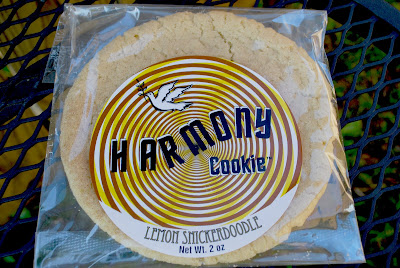 HARMONY
Cookie™
LEMON SNICKERDOODLE
Net Wt. 2 oz